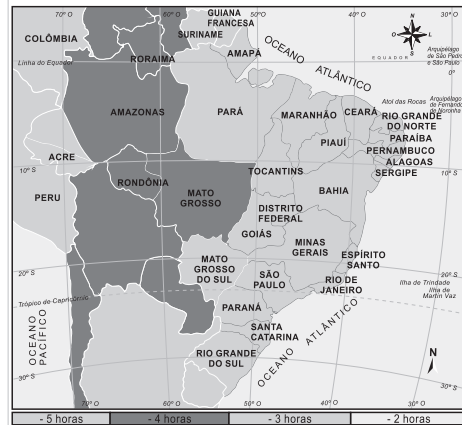 70° O
60° O
50° O
40° O
30° O
GUIANA
FRANCESA
SURINAME
COLÔMBIA
RORAIMA
AMAPÁ
OCEANO ATLÂNTICO
N
O
L
S
EQUADOR
Arquipélago
de São Pedro
e São Paulo
Linha do Equador
0°
AMAZONAS
PARÁ
MARANHÃO
CEARÁ
Atol das Rocas
Arquipélago
de Fernando
de Noronha
RIO GRANDE
DO NORTE
PARAÍBA
PIAUÍ
PERNAMBUCO
ALAGOAS
SERGIPE
ACRE
10° S
RONDÔNIA
TOCANTINS
10° S
PERU
MATO
GROSSO
BAHIA
DISTRITO
FEDERAL
GOIÁS
MINAS
GERAIS
ESPÍRITO
SANTO
20° S
MATO
GROSSO
DO SUL
SÃO
PAULO
RIO DE
JANEIRO
20° S
Ilha de Trindade
Ilha de
Martin Vaz
Trópico de Capricórnio
PARANÁ
OCEANO
PACÍFICO
SANTA
CATARINA
OCEANO ATLÂNTICO
RIO GRANDE
DO SUL
N
30° S
30° S
70° O
60° O
50° O
40° O
30° O
- 5 horas
- 4 horas
- 3 horas
- 2 horas